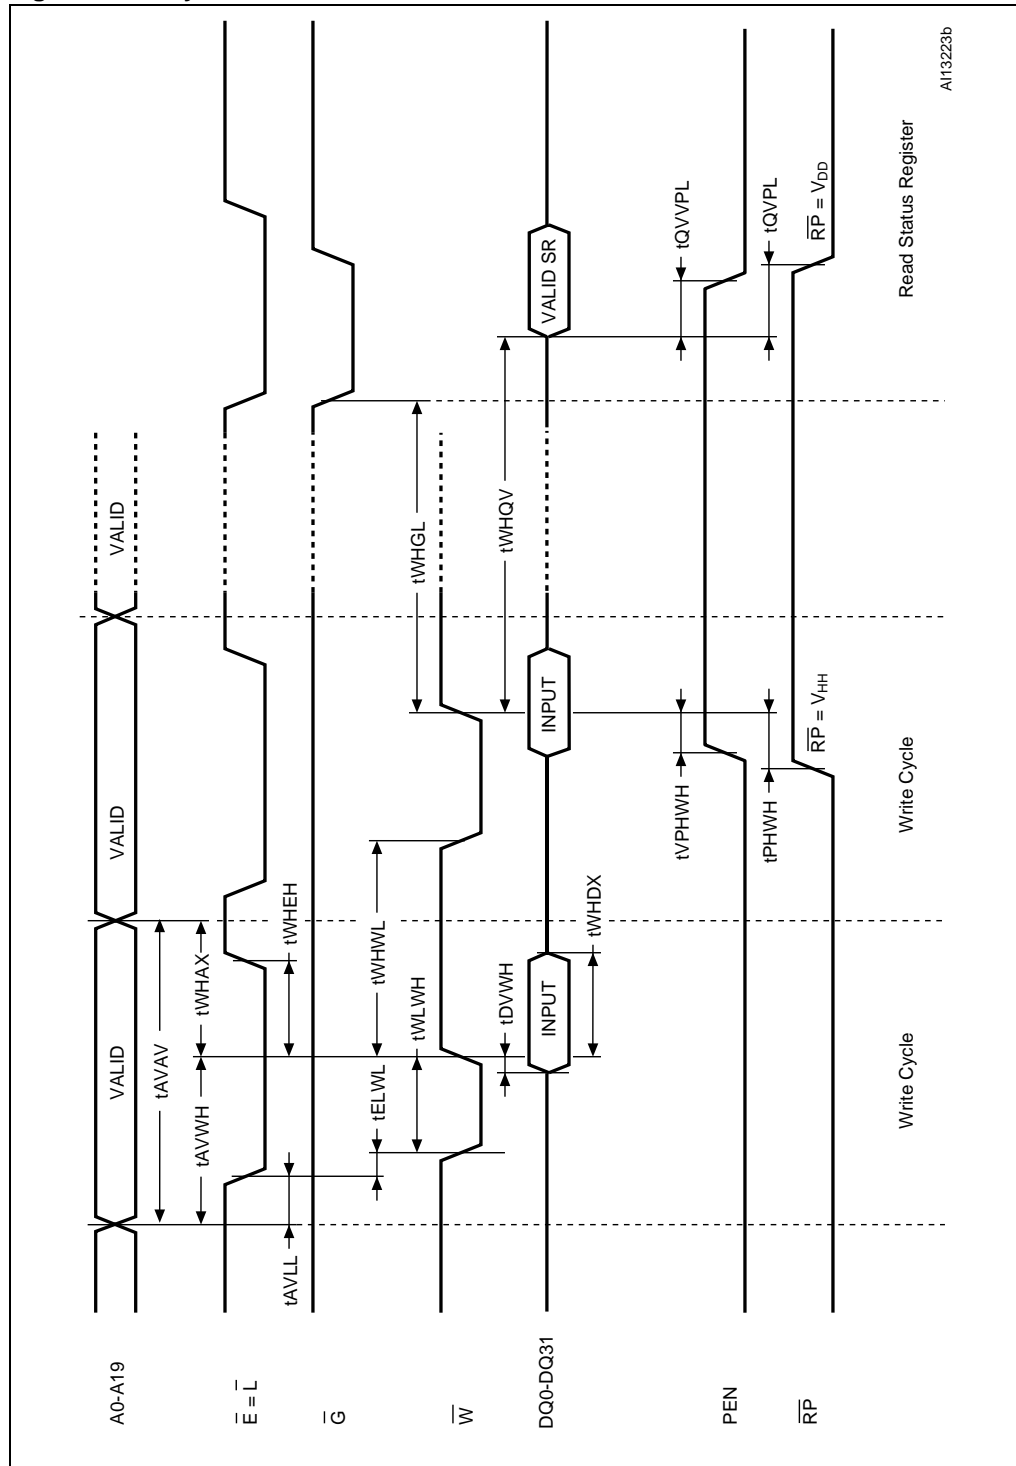 A0-A19
VALID
VALID
VALID
tAVAV
tAVWH
tWHAX
E = L
tAVLL
tWHEH
G
tELWL
tWHWL
tWLWH
tWHGL
W
tDVWH
tWHQV
DQ0-DQ31
INPUT
INPUT
VALID SR
tWHDX
tVPHWH
tQVVPL
PEN
tPHWH
tQVPL
RP
RP = VHH
RP = VDD
Write Cycle
Write Cycle
Read Status Register
AI13223b